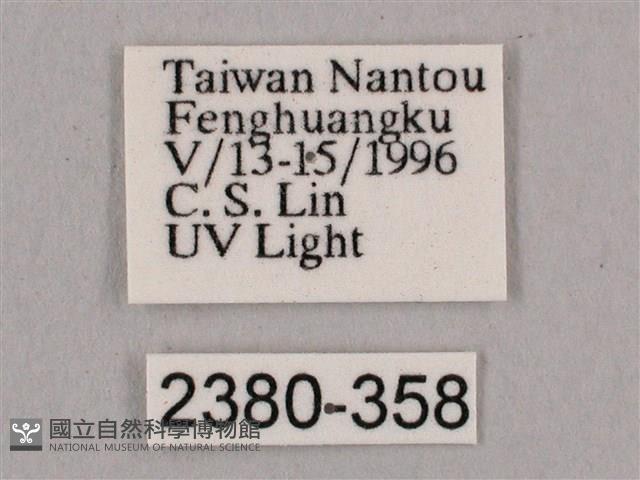 Taiwan Nantou
Fenghuangku
V/13-15/1996
C. S. Lin
UV Light
2380-358
國立自然科學博物館
NATIONAL MUSEUM OF NATURAL SCIENCE